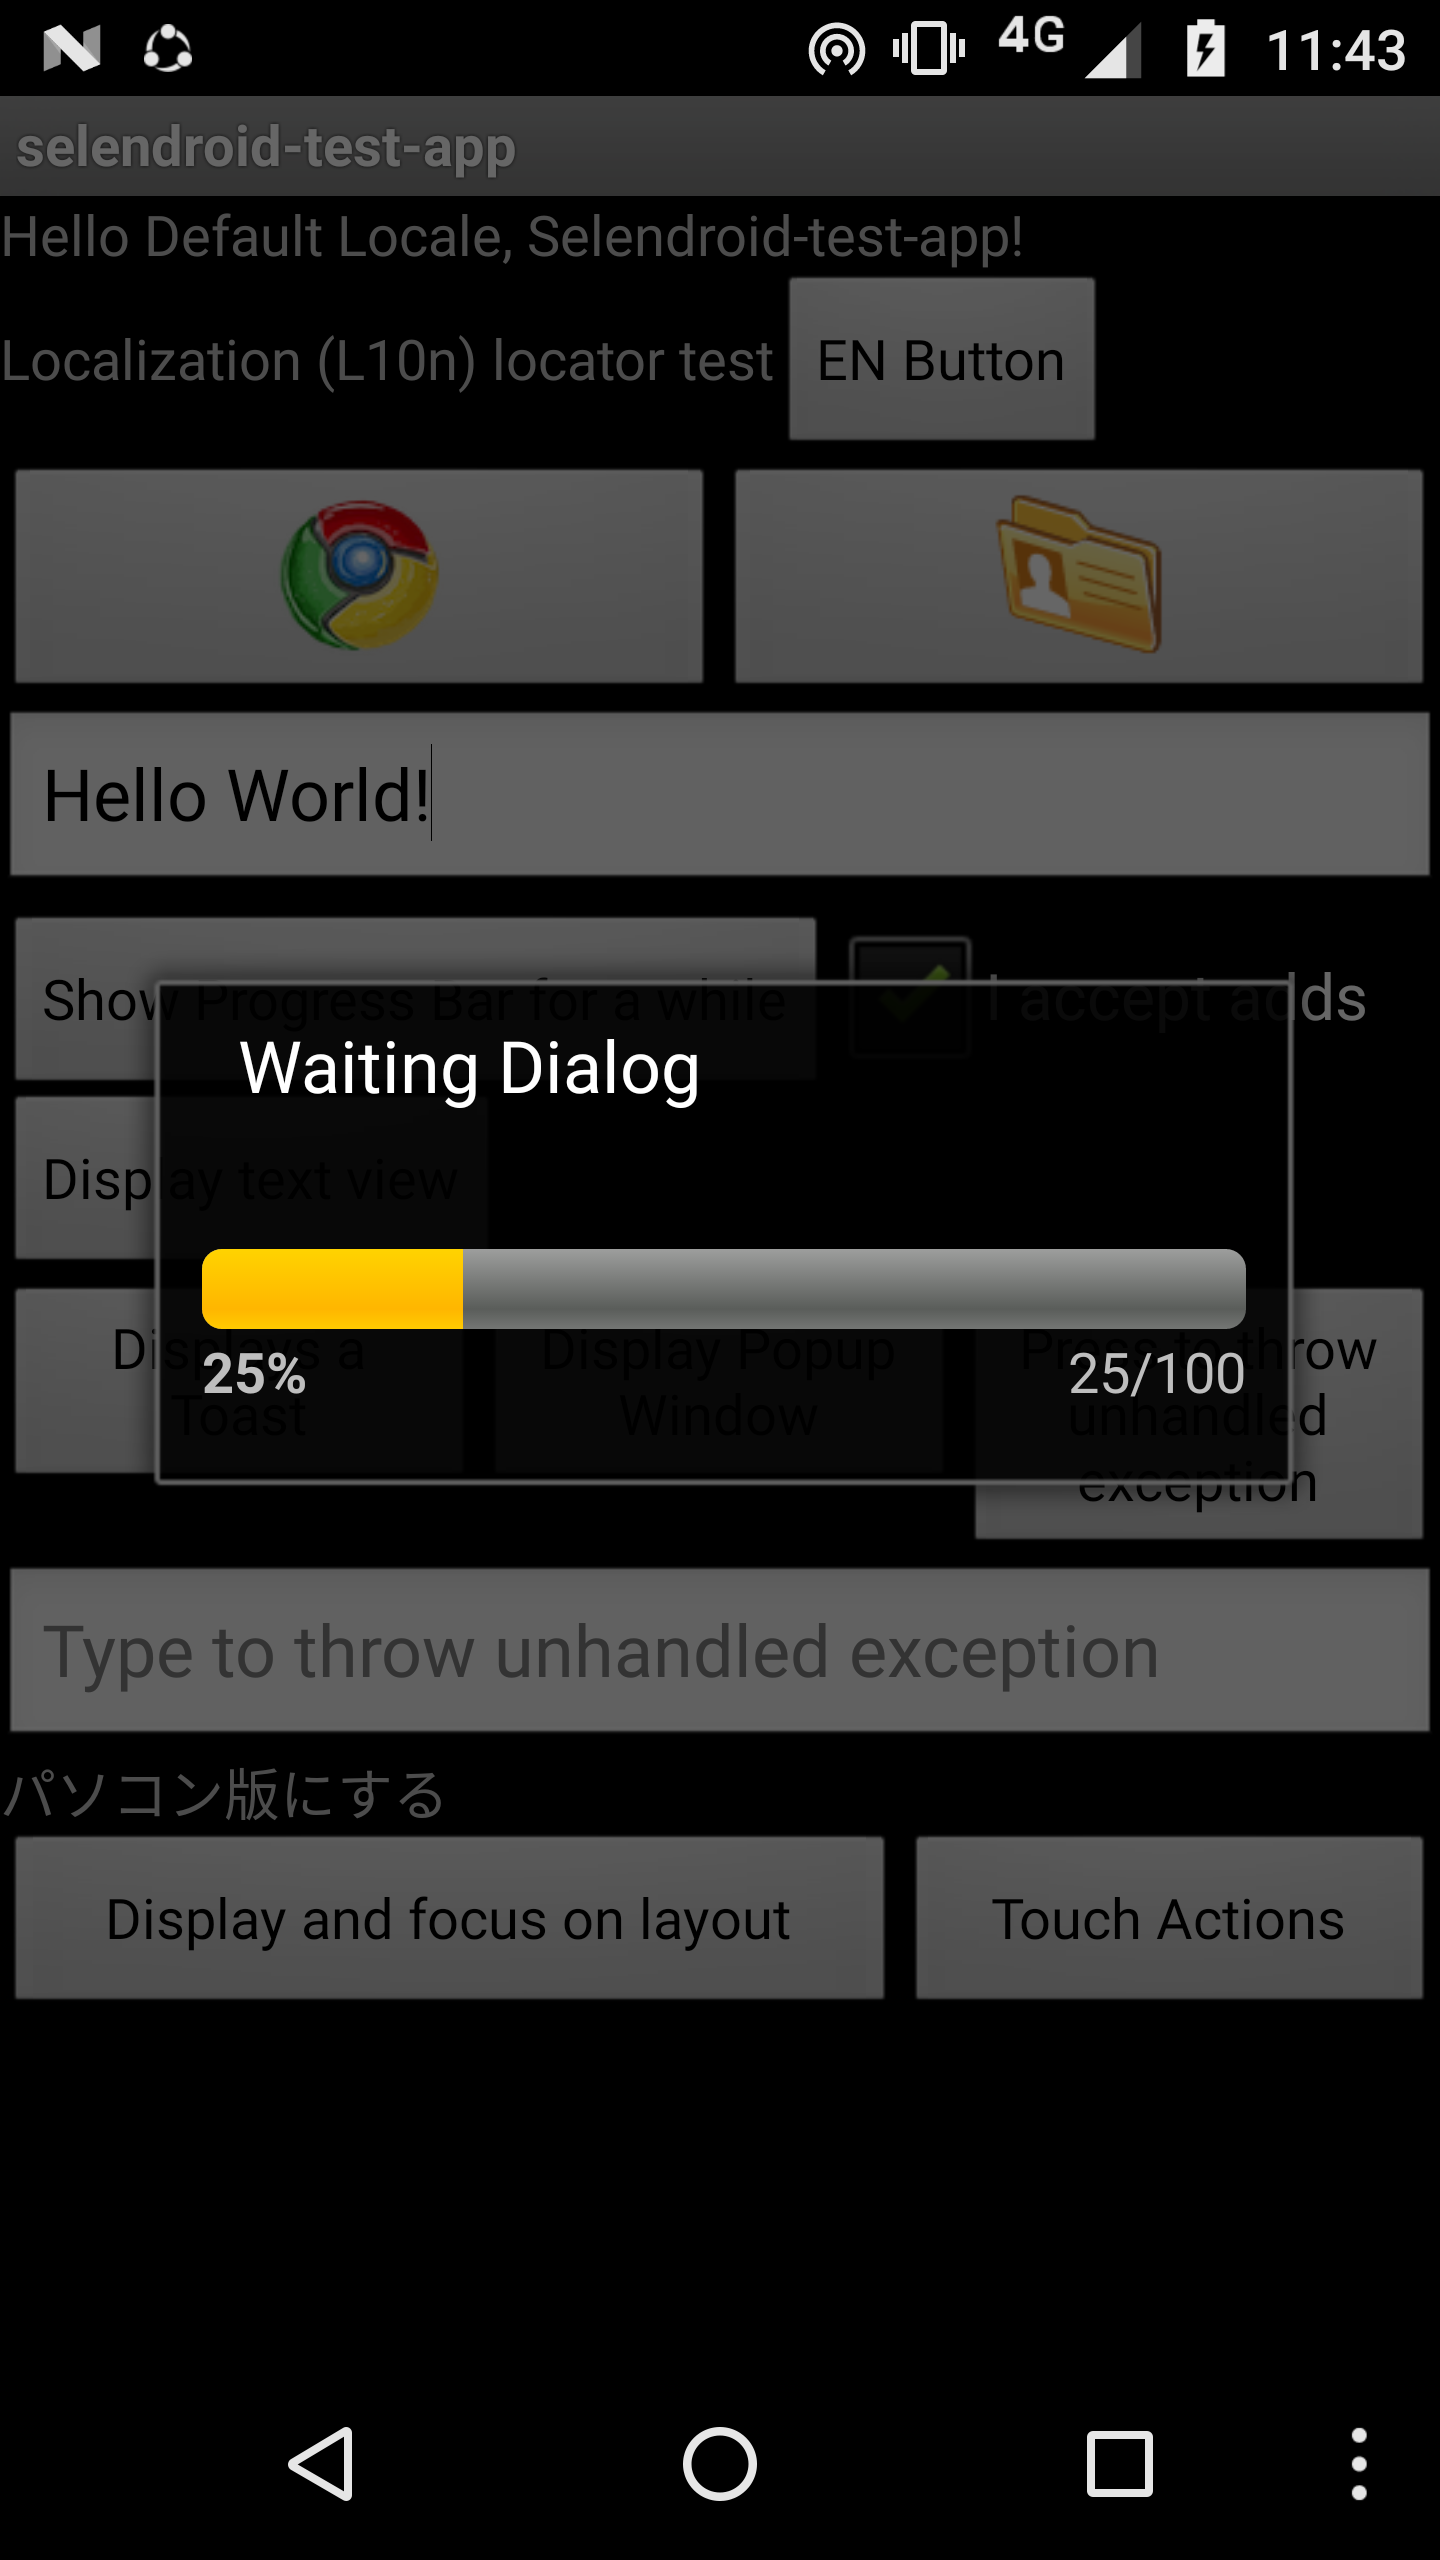 4G 11:43
selendroid-test-app
Hello Default Locale, Selendroid-test-app!
Localization (L10n) locator test EN Button
Hello World!
Show Progress Bar for a while I accept adds
Waiting Dialog
Display text view
Displays a Toast
Display Popup Window
Press to throw unhandled exception
25% 25/100
Type to throw unhandled exception
パソコン版にする
Display and focus on layout Touch Actions